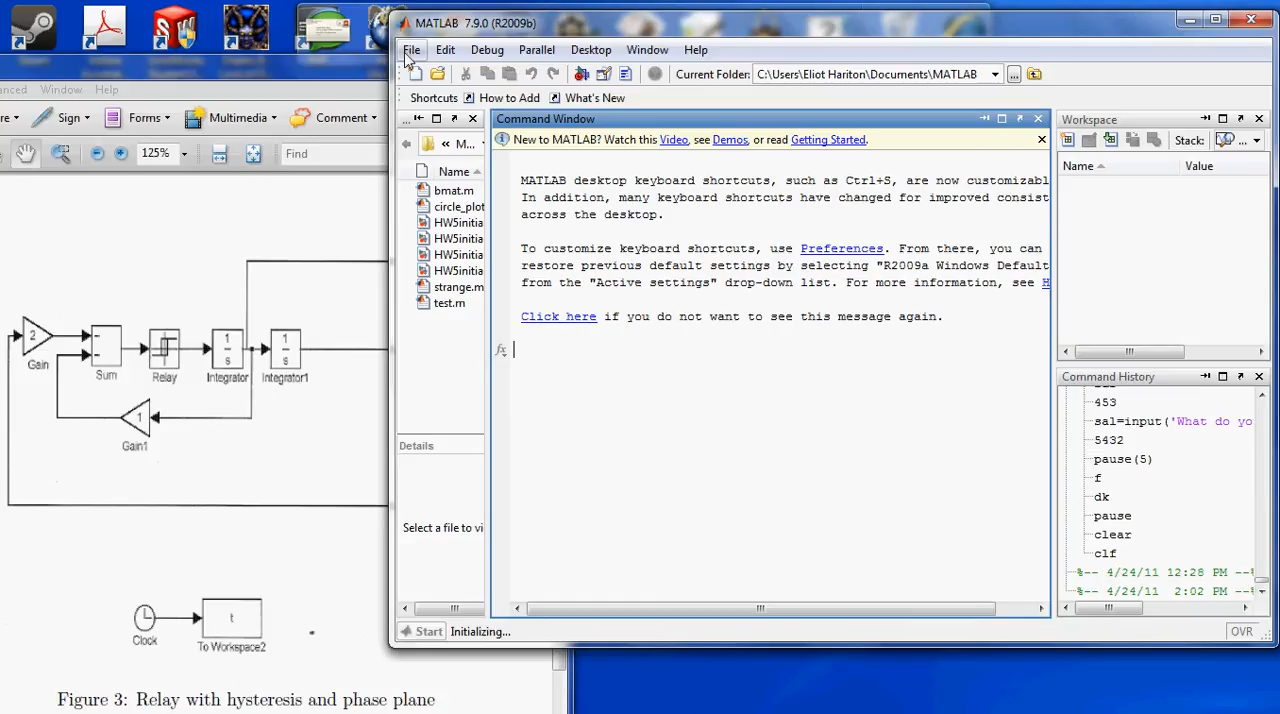 MATLAB 7.9.0 (R2009b)
File Edit Debug Parallel Desktop Window Help
Current Folder: C:\Users\Eliot Hariton\Documents\MATLAB
Shortcuts How to Add What's New
anced Window Help
Sign Forms Multimedia Comment
125% Find
Command Window
New to MATLAB? Watch this Video, see Demos, or read Getting Started.
MATLAB desktop keyboard shortcuts, such as Ctrl+S, are now customizabl
In addition, many keyboard shortcuts have changed for improved consist
across the desktop.
To customize keyboard shortcuts, use Preferences. From there, you can
restore previous default settings by selecting "R2009a Windows Default
from the "Active settings" drop-down list. For more information, see H
Click here if you do not want to see this message again.
fx
« M...
Name
bmat.m
circle_plot
HW5initia
HW5initia
HW5initia
HW5initia
strange.m
test.m
Details
Select a file to vi
Start Initializing...
OVR
Workspace
Stack:
Name Value
Command History
453
sal=input('What do yo
5432
pause(5)
f
dk
pause
clear
clf
%-- 4/24/11 12:28 PM --%
%-- 4/24/11 2:02 PM --%
2
Gain
Sum
Relay
1
s
Integrator
1
s
Integrator1
1
Gain1
Clock
t
To Workspace2
Figure 3: Relay with hysteresis and phase plane